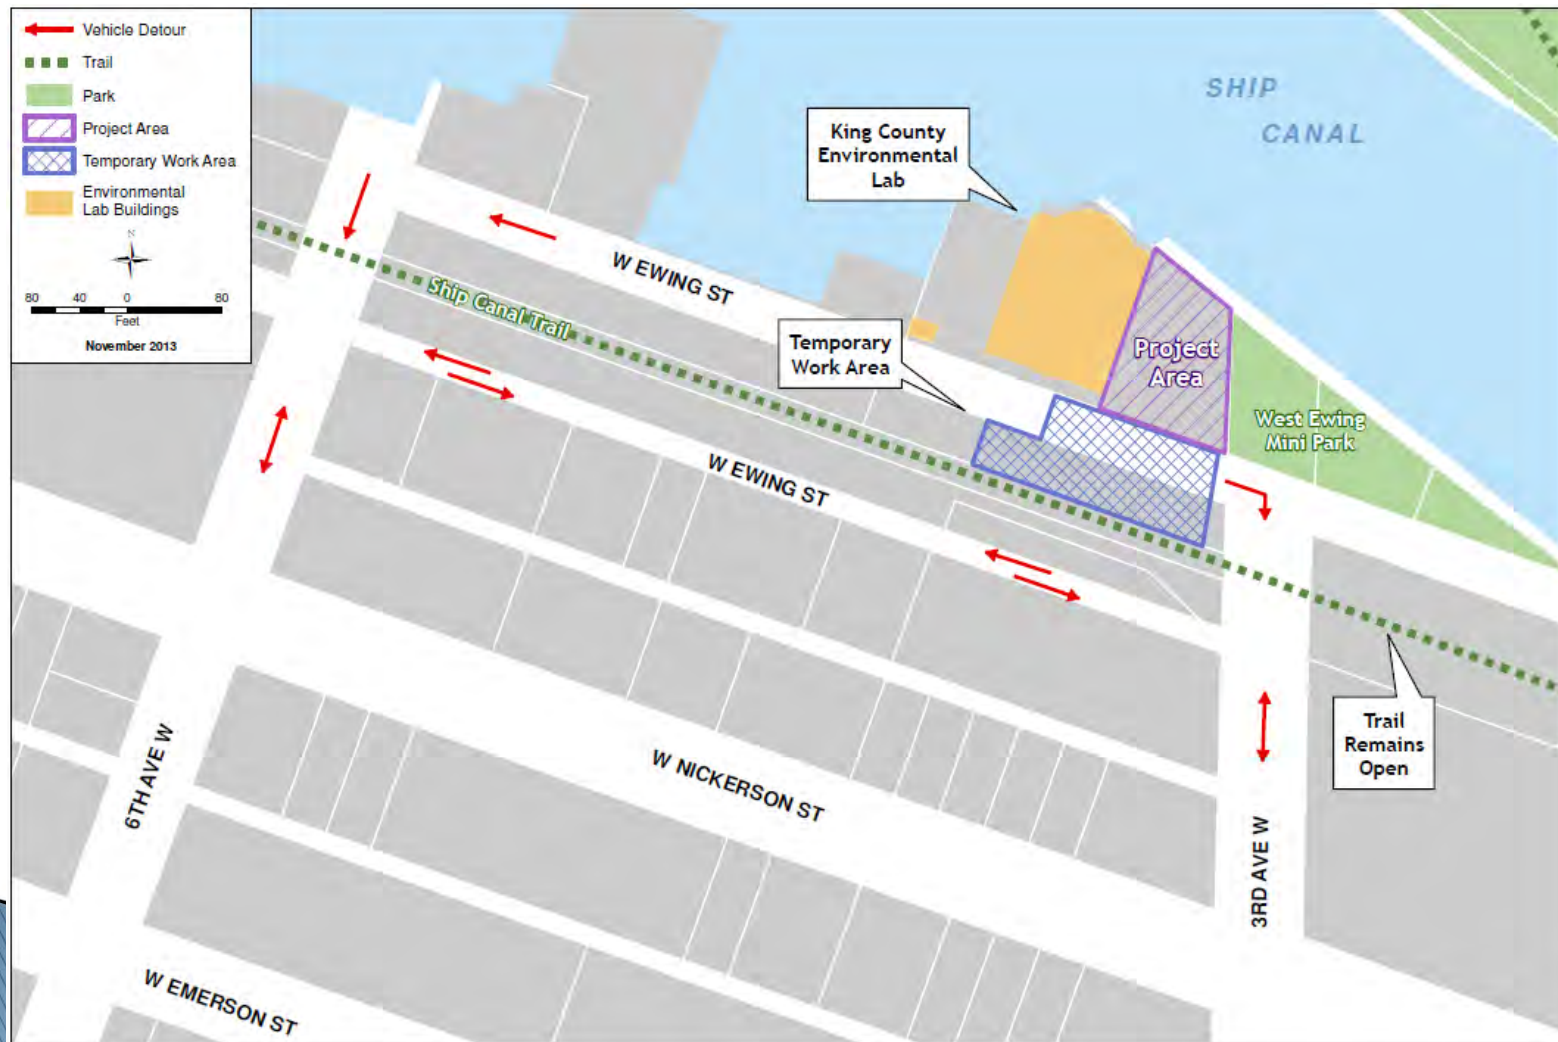 Vehicle Detour
Trail
Park
Project Area
Temporary Work Area
Environmental
Lab Buildings
N
80 40 0 80
Feet
November 2013
SHIP
CANAL
King County
Environmental
Lab
W EWING ST
Ship Canal Trail
Temporary
Work Area
Project
Area
West Ewing
Mini Park
W EWING ST
Trail
Remains
Open
W NICKERSON ST
6TH AVE W
3RD AVE W
W EMERSON ST